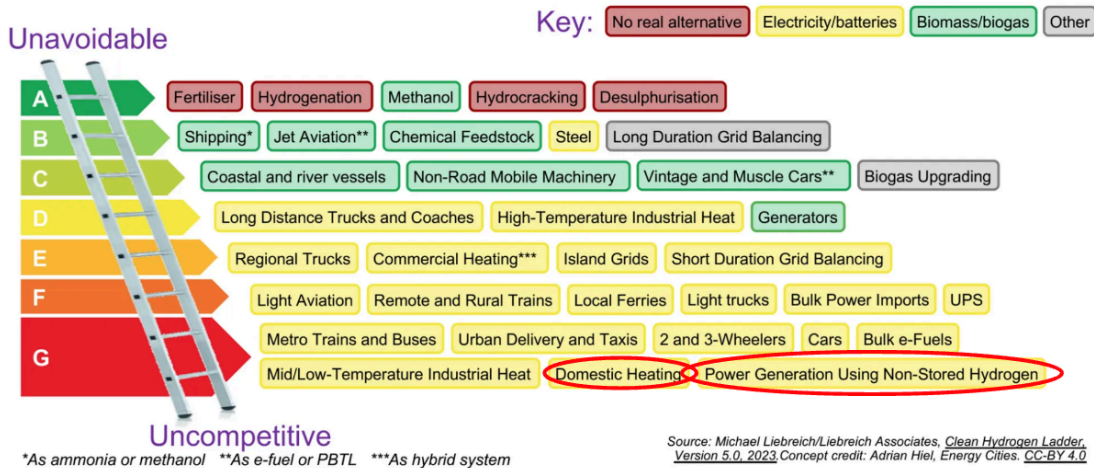 Key: No real alternative Electricity/batteries Biomass/biogas Other
Unavoidable
A Fertiliser Hydrogenation Methanol Hydrocracking Desulphurisation
B Shipping* Jet Aviation** Chemical Feedstock Steel Long Duration Grid Balancing
C Coastal and river vessels Non-Road Mobile Machinery Vintage and Muscle Cars** Biogas Upgrading
D Long Distance Trucks and Coaches High-Temperature Industrial Heat Generators
E Regional Trucks Commercial Heating*** Island Grids Short Duration Grid Balancing
F Light Aviation Remote and Rural Trains Local Ferries Light trucks Bulk Power Imports UPS
G Metro Trains and Buses Urban Delivery and Taxis 2 and 3-Wheelers Cars Bulk e-Fuels
Mid/Low-Temperature Industrial Heat Domestic Heating Power Generation Using Non-Stored Hydrogen
Uncompetitive
*As ammonia or methanol **As e-fuel or PBTL ***As hybrid system
Source: Michael Liebreich/Liebreich Associates, Clean Hydrogen Ladder,
Version 5.0, 2023.Concept credit: Adrian Hiel, Energy Cities. CC-BY 4.0